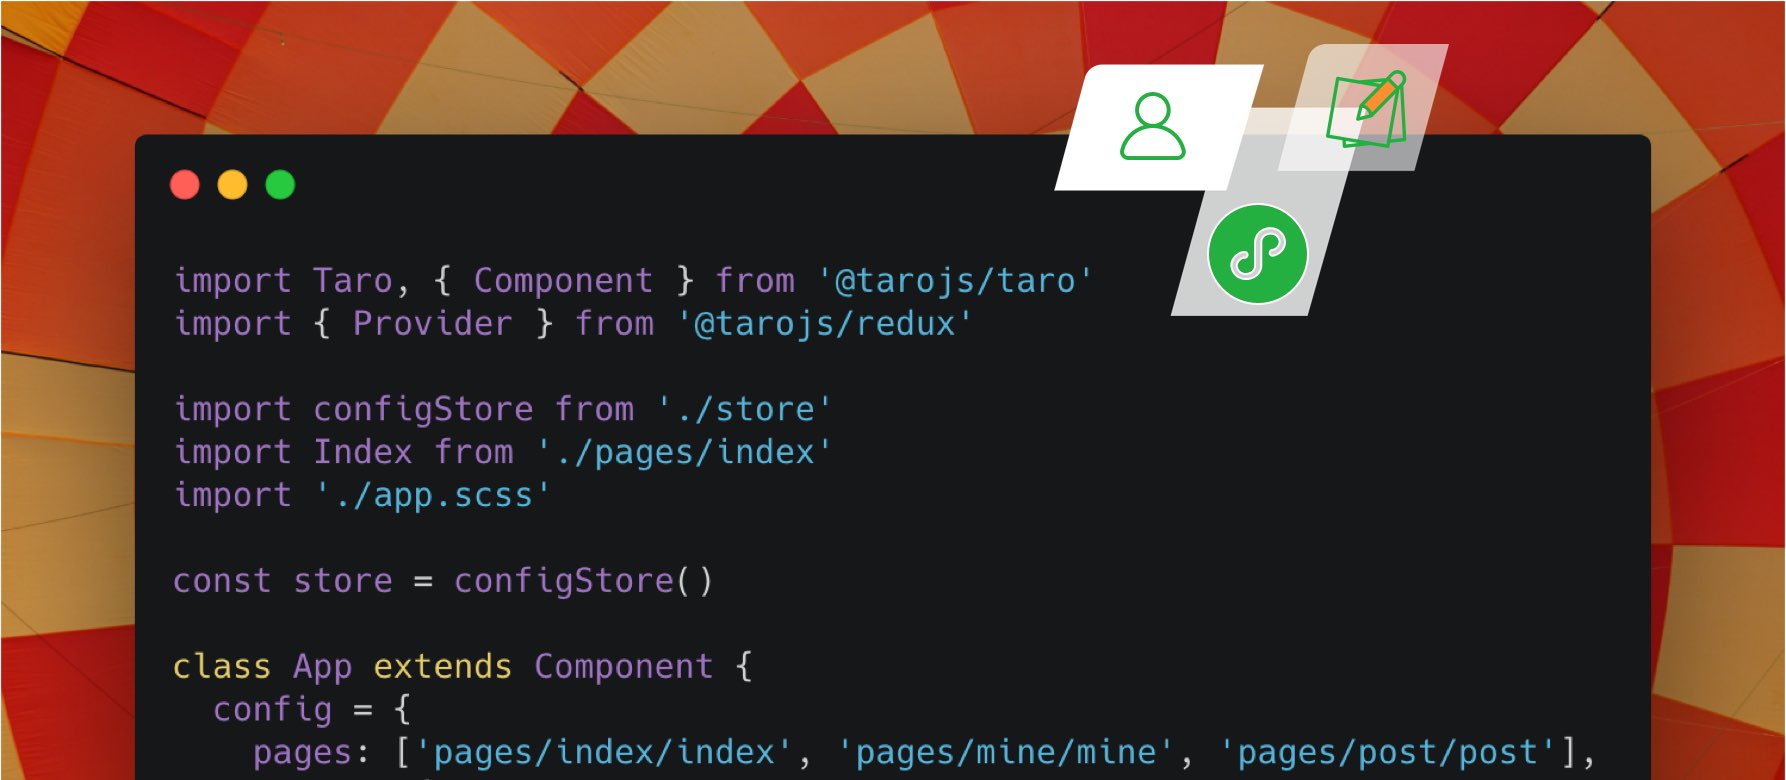 import Taro, { Component } from '@tarojs/taro'
import { Provider } from '@tarojs/redux'
import configStore from './store'
import Index from './pages/index'
import './app.scss'
const store = configStore()
class App extends Component {
config = {
pages: ['pages/index/index', 'pages/mine/mine', 'pages/post/post'],